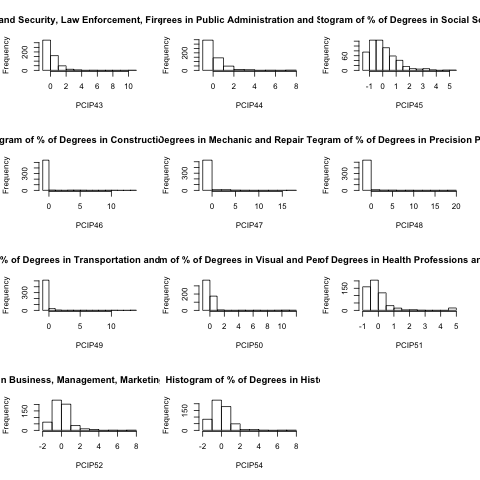 and Security, Law Enforcement, Fir
grees in Public Administration and S
togram of % of Degrees in Social Sc
Frequency
0 200
0 2 4 6 8 10
PCIP43
Frequency
0 200
0 2 4 6 8
PCIP44
Frequency
0 60
-1 0 1 2 3 4 5
PCIP45
gram of % of Degrees in Constructi
Degrees in Mechanic and Repair T
gram of % of Degrees in Precision P
Frequency
0 300
0 5 10
PCIP46
Frequency
0 300
0 5 10 15
PCIP47
Frequency
0 300
0 5 10 15 20
PCIP48
% of Degrees in Transportation and
m of % of Degrees in Visual and Per
of Degrees in Health Professions an
Frequency
0 300
0 5 10
PCIP49
Frequency
0 200
0 2 4 6 8 10
PCIP50
Frequency
0 150
-1 0 1 2 3 4 5
PCIP51
n Business, Management, Marketin
Histogram of % of Degrees in Hist
Frequency
0 150
-2 0 2 4 6 8
PCIP52
Frequency
0 150
-2 0 2 4 6 8
PCIP54